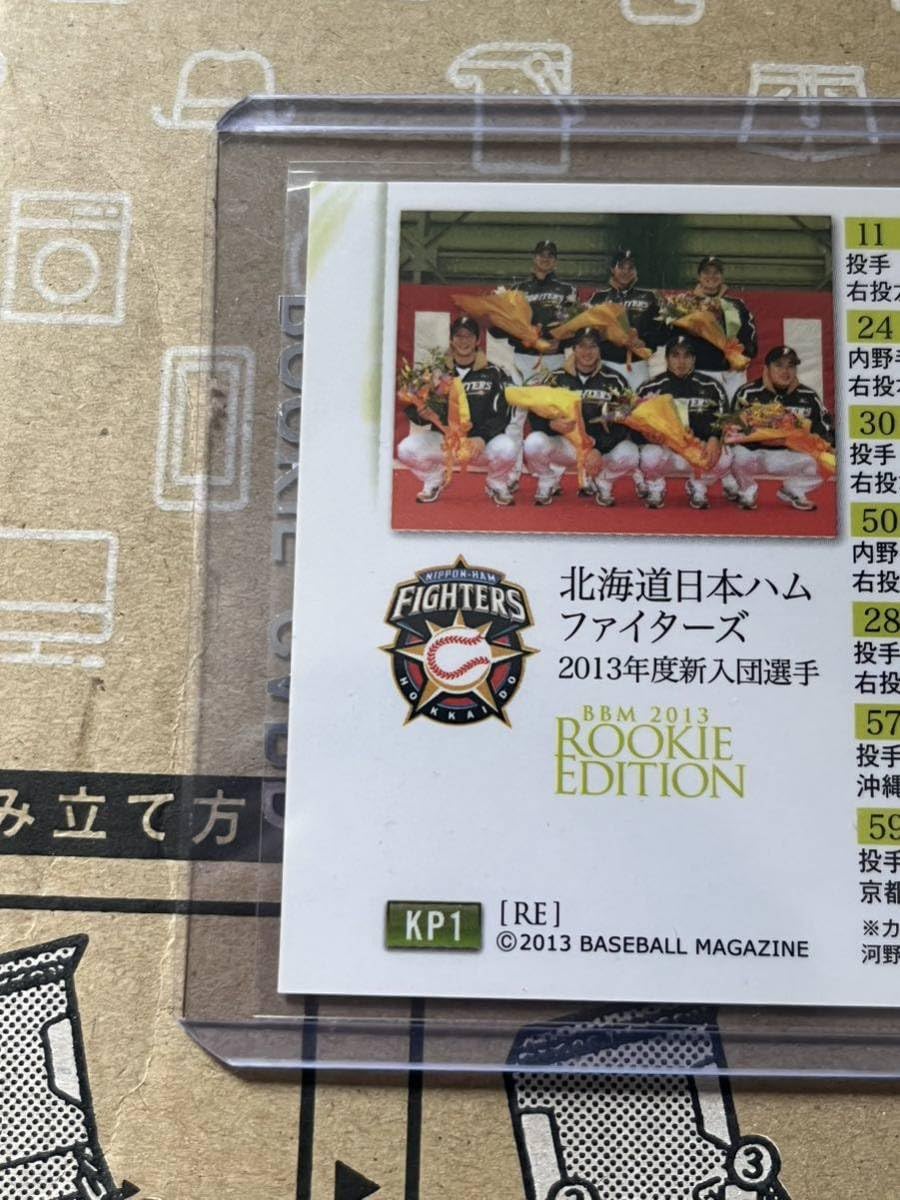 ROOKIE CARD
11
投手
右投
24
内野手
右投
30
投手
右投
50
内野
右投
28
投手
右投
57
投手
沖縄
59
投手
京都
※カ
河野
NIPPON-HAM
FIGHTERS
HOKKAIDO
北海道日本ハム
ファイターズ
2013年度新入団選手
BBM 2013
ROOKIE
EDITION
KP1
[RE]
©2013 BASEBALL MAGAZINE
み立て方
3